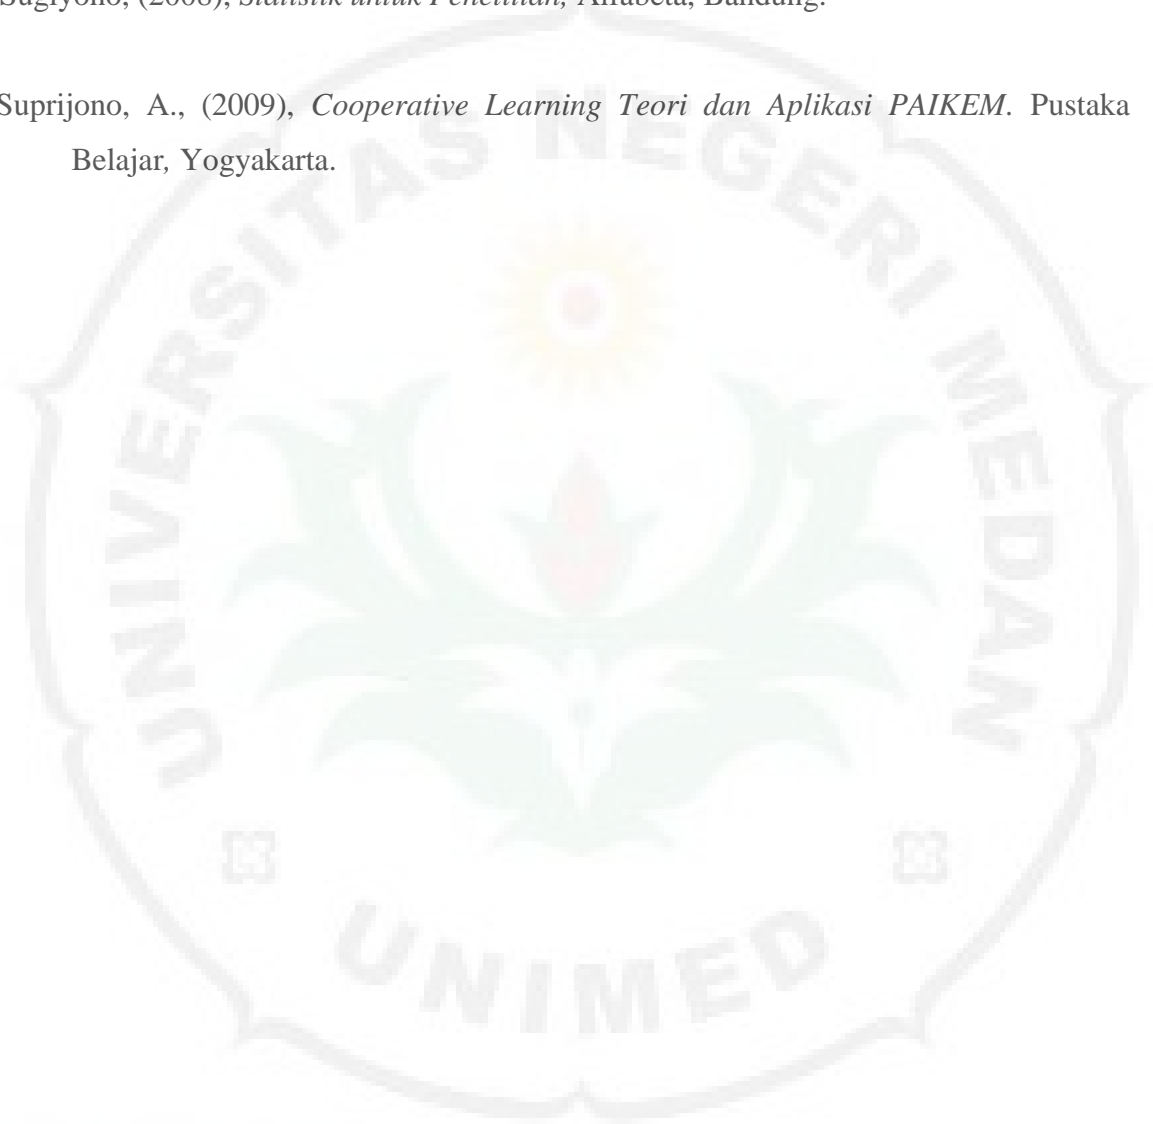 Sugiyono, (2008), Statistik untuk Penelitian, Alfabeta, Bandung.
Suprijono, A., (2009), Cooperative Learning Teori dan Aplikasi PAIKEM. Pustaka
Belajar, Yogyakarta.
UNIVERSITAS NEGERI MEDAN
UNIMED